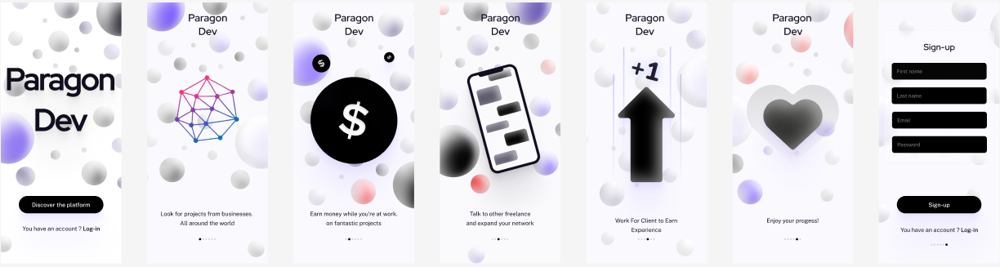 Paragon
Dev
Discover the platform
You have an account ? Log-in
Paragon
Dev
Look for projects from businesses.
All around the world
Paragon
Dev
$
$
$
Earn money while you're at work.
on fantastic projects
Paragon
Dev
Talk to other freelance
and expand your network
Paragon
Dev
+1
Work For Client to Earn
Experience
Paragon
Dev
Enjoy your progess!
Sign-up
First name
Last name
Email
Password
Sign-up
You have an account ? Log-in